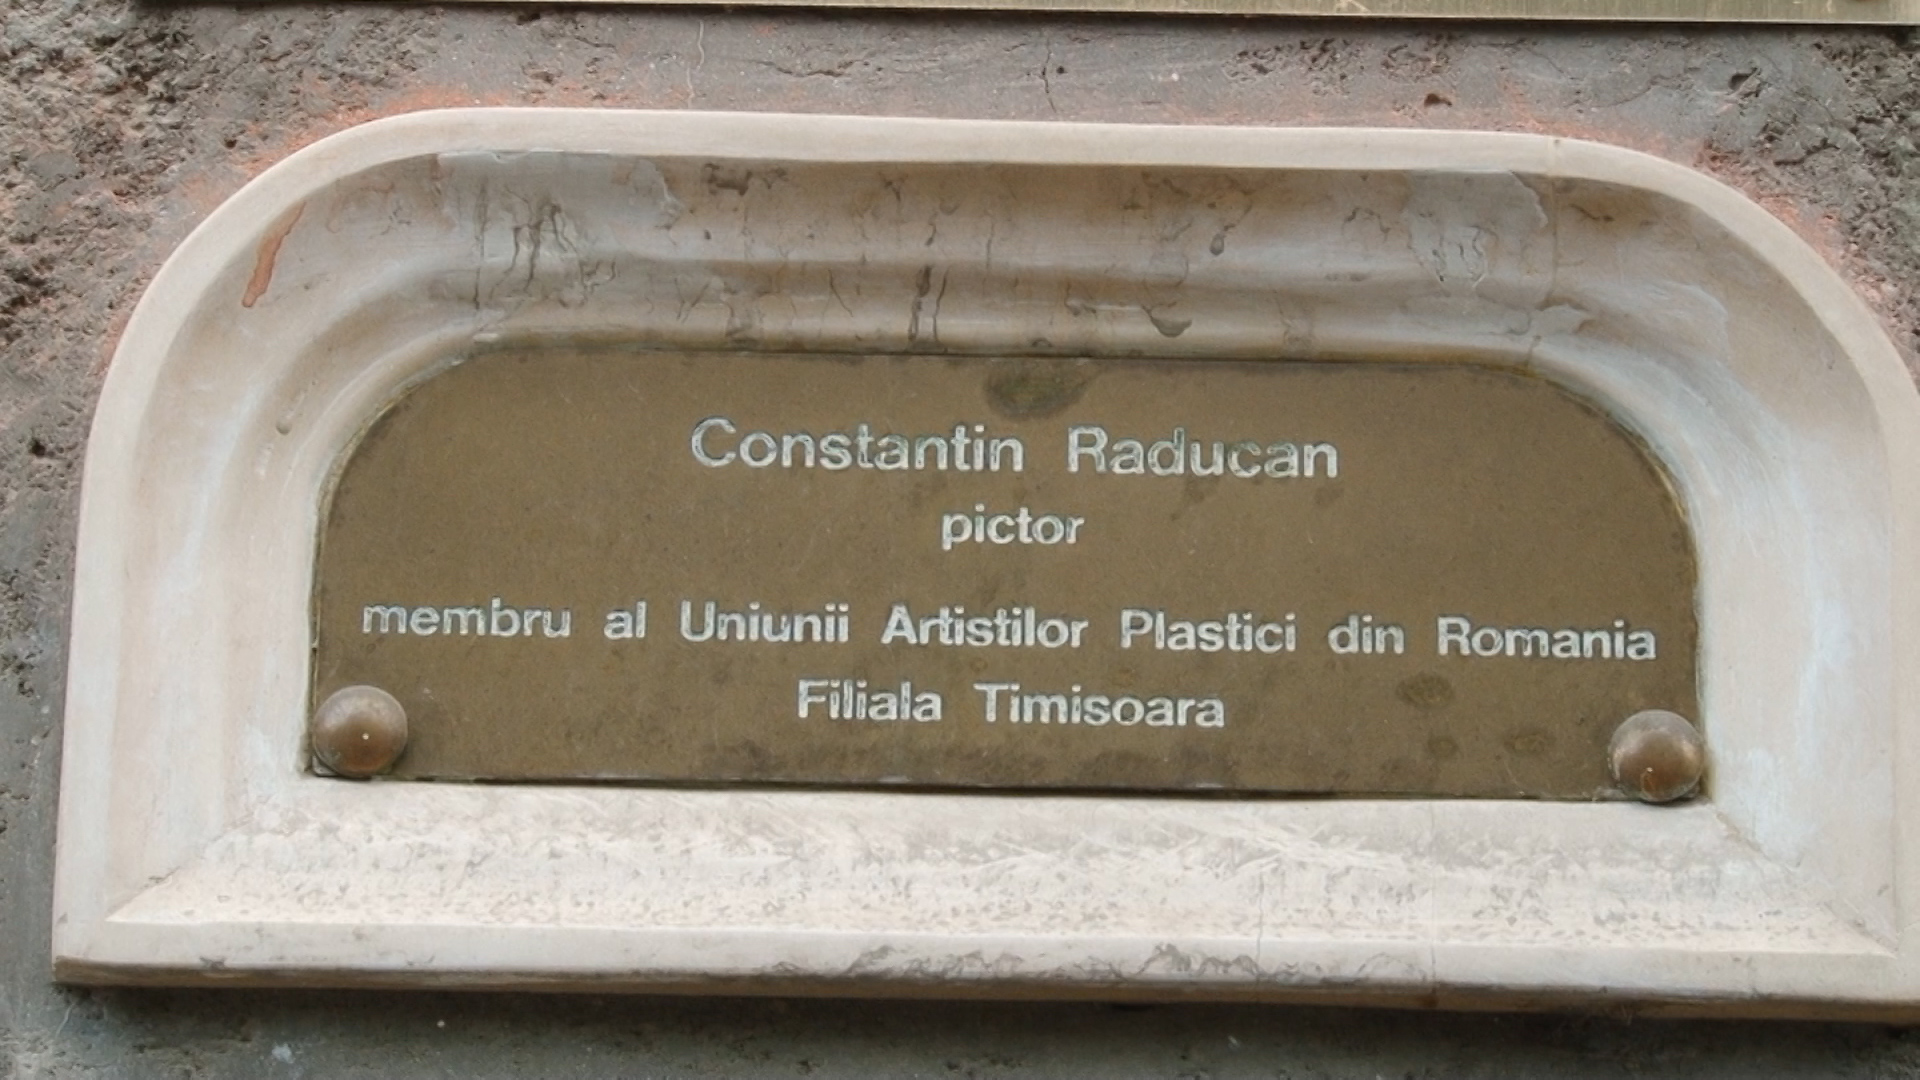 Constantin Raducan
pictor
membru al Uniunii Artistilor Plastici din Romania
Filiala Timisoara